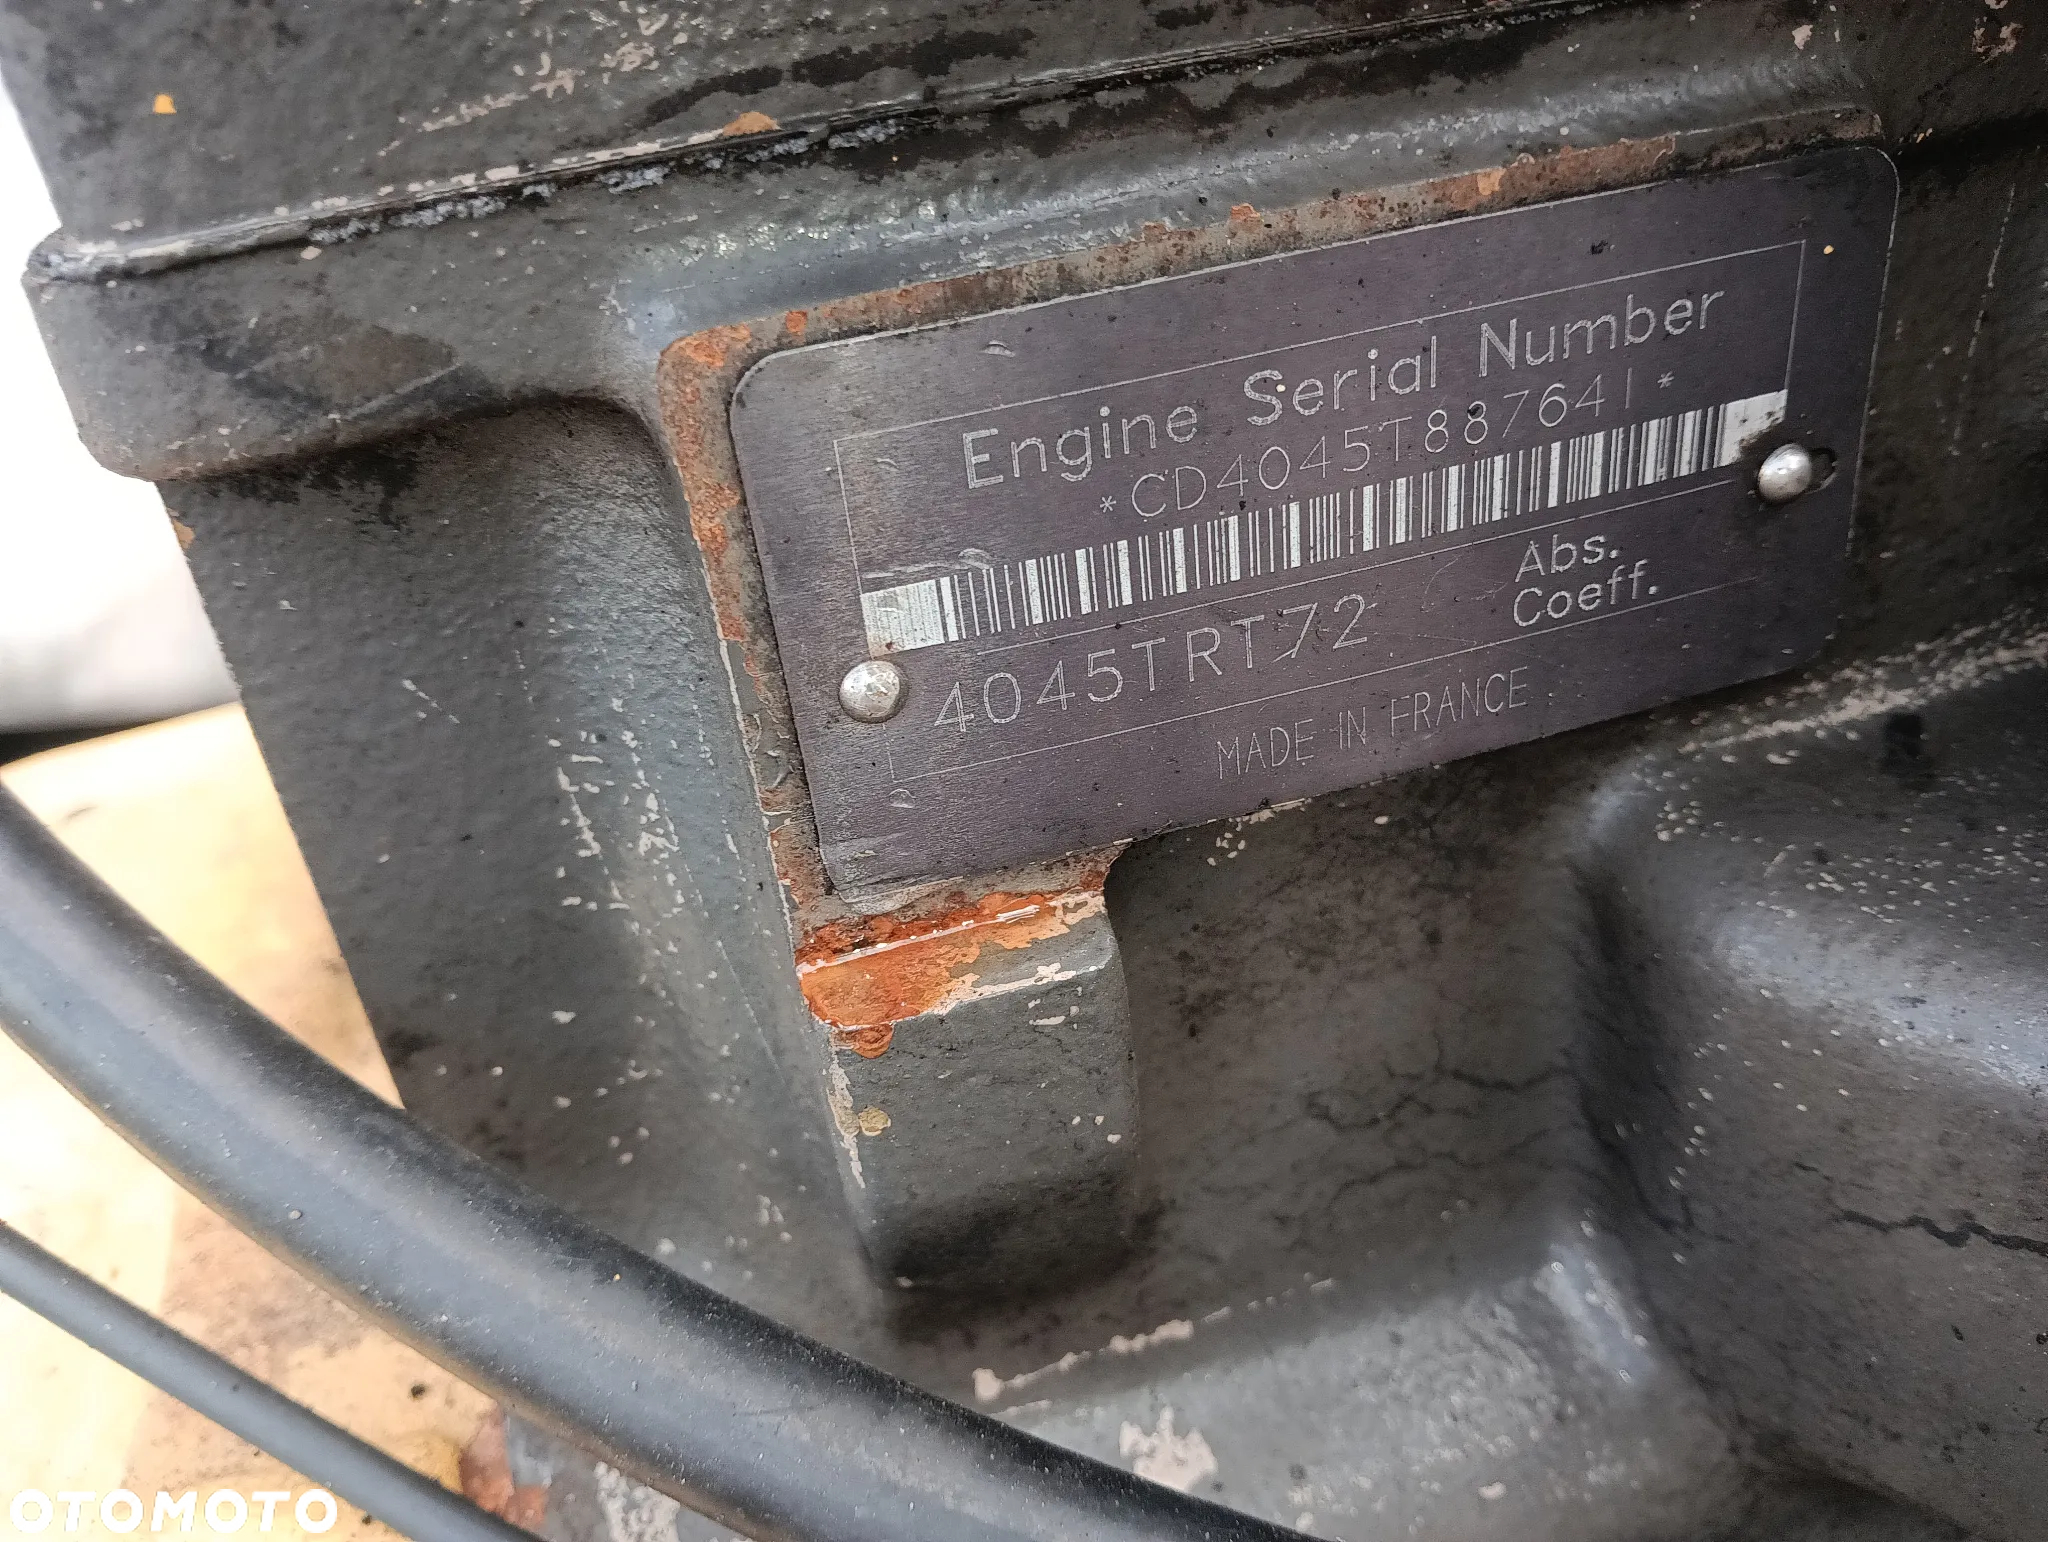 Engine Serial Number
*CD4045T887641*
4045TRT72
Abs.
Coeff.
MADE IN FRANCE
OTOMOTO